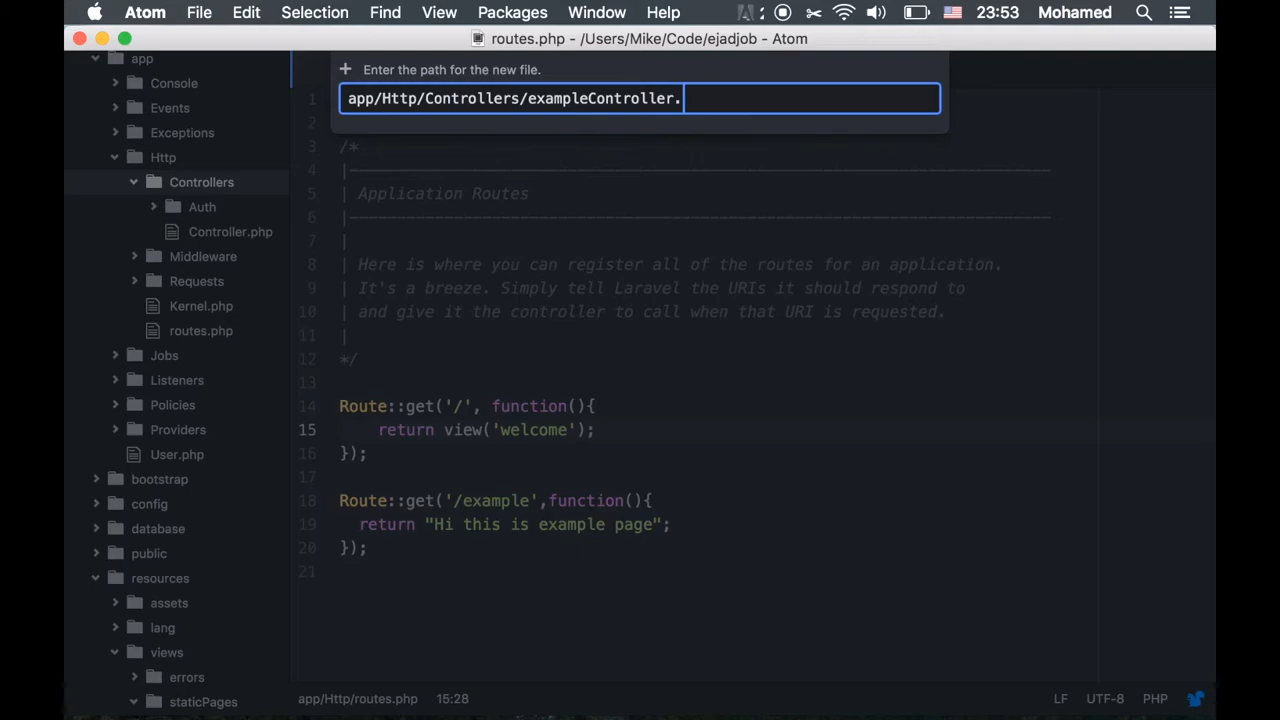 Atom File Edit Selection Find View Packages Window Help 23:53 Mohamed
routes.php - /Users/Mike/Code/ejadjob - Atom
Enter the path for the new file.
app/Http/Controllers/exampleController.
app
Console
Events
Exceptions
Http
Controllers
Auth
Controller.php
Middleware
Requests
Kernel.php
routes.php
Jobs
Listeners
Policies
Providers
User.php
bootstrap
config
database
public
resources
assets
lang
views
errors
staticPages
1
2
3 /*
4 |--------------------------------------------------------------------------
5 | Application Routes
6 |--------------------------------------------------------------------------
7 |
8 | Here is where you can register all of the routes for an application.
9 | It's a breeze. Simply tell Laravel the URIs it should respond to
10 | and give it the controller to call when that URI is requested.
11 |
12 */
13
14 Route::get('/', function(){
15 return view('welcome');
16 });
17
18 Route::get('/example',function(){
19 return "Hi this is example page";
20 });
21
app/Http/routes.php 15:28 LF UTF-8 PHP